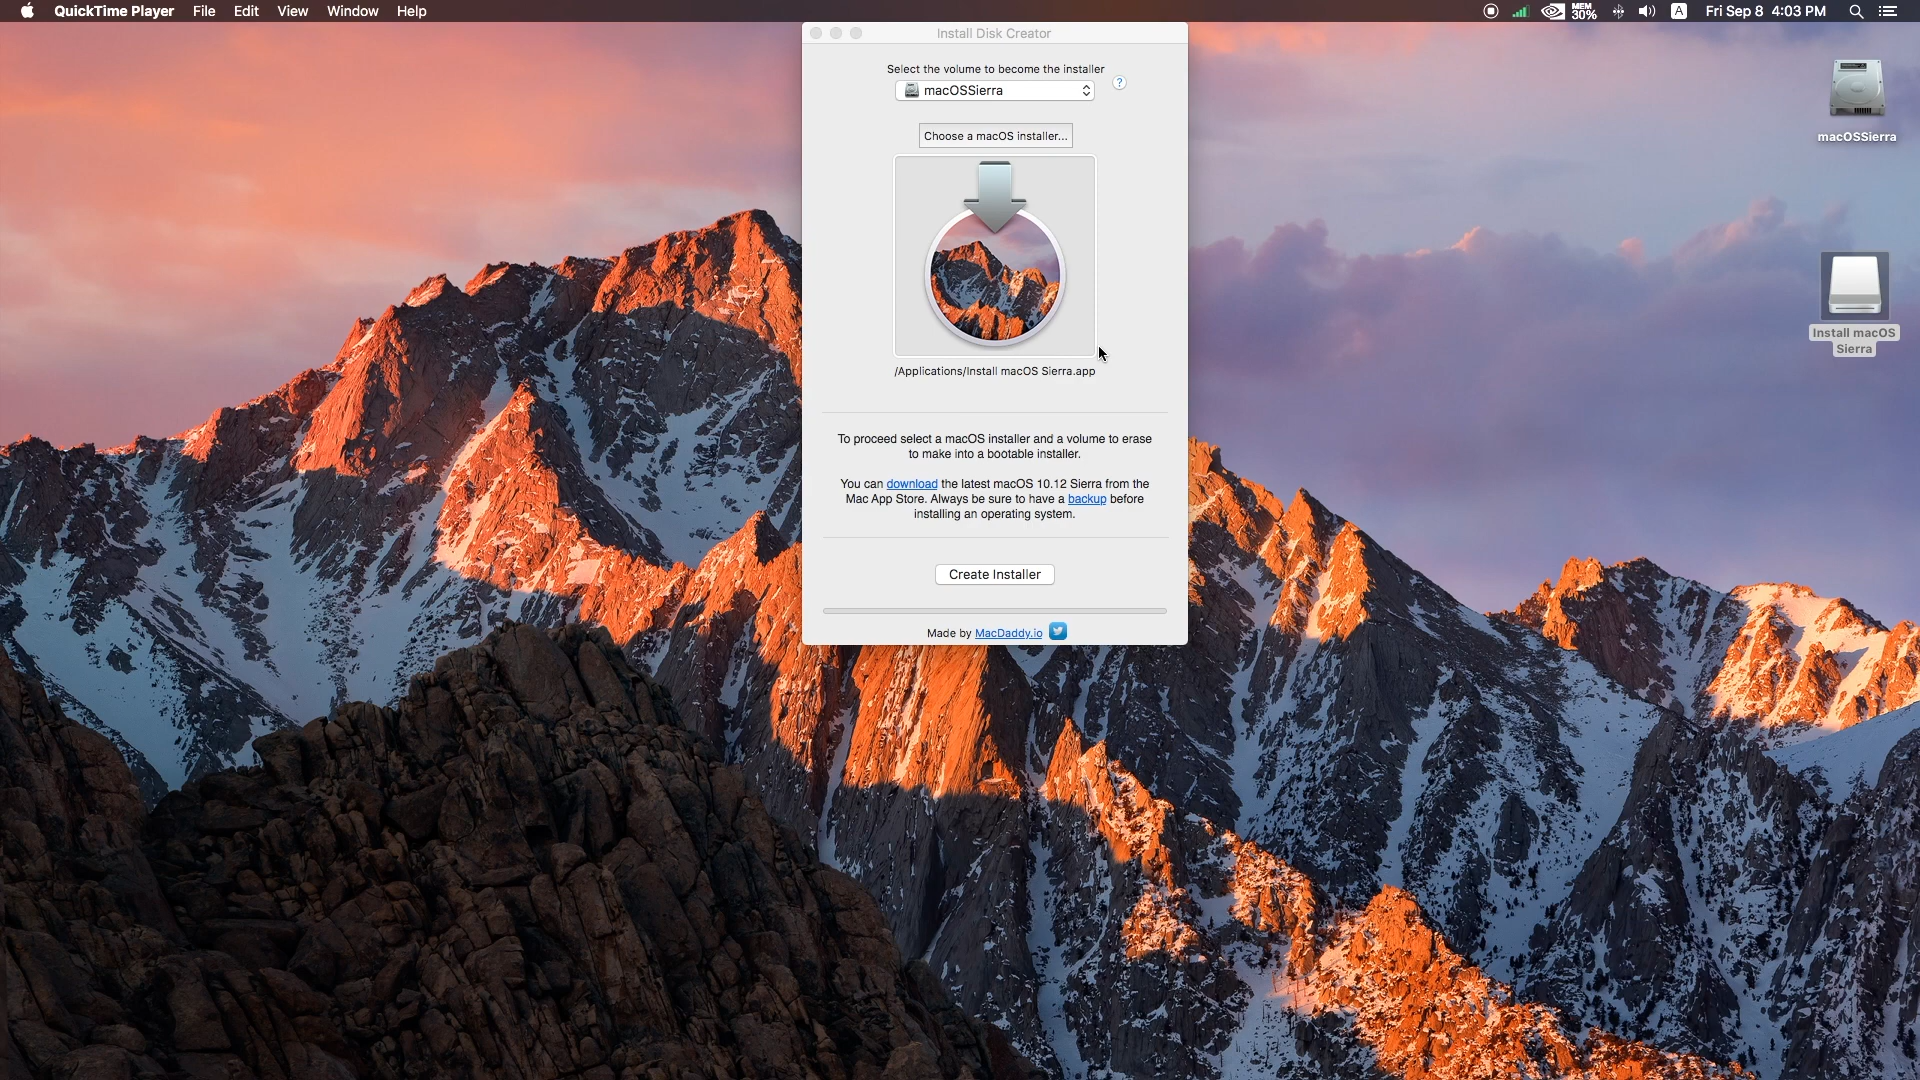 QuickTime Player File Edit View Window Help
MEM 30% A Fri Sep 8 4:03 PM
Install Disk Creator
Select the volume to become the installer
macOSSierra
?
Choose a macOS installer...
/Applications/Install macOS Sierra.app
To proceed select a macOS installer and a volume to erase
to make into a bootable installer.
You can download the latest macOS 10.12 Sierra from the
Mac App Store. Always be sure to have a backup before
installing an operating system.
Create Installer
Made by MacDaddy.io
macOSSierra
Install macOS
Sierra